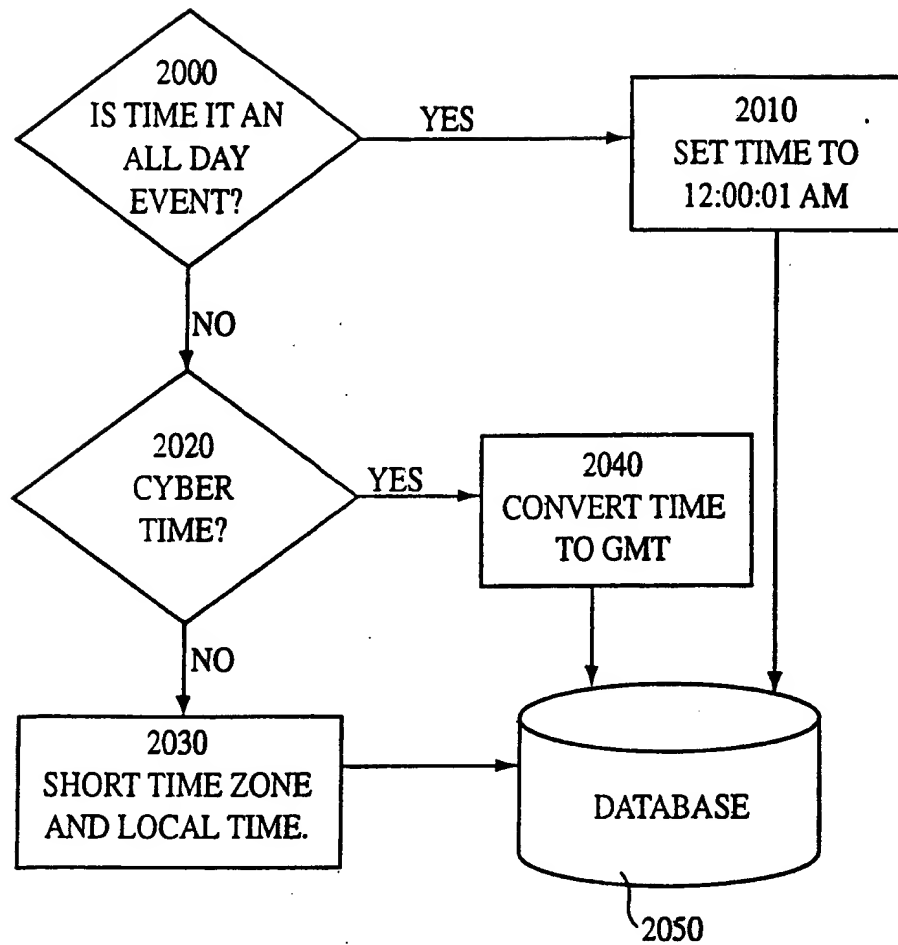 2000
IS TIME IT AN
ALL DAY
EVENT?
YES
2010
SET TIME TO
12:00:01 AM
NO
2020
CYBER
TIME?
YES
2040
CONVERT TIME
TO GMT
NO
2030
SHORT TIME ZONE
AND LOCAL TIME.
DATABASE
2050